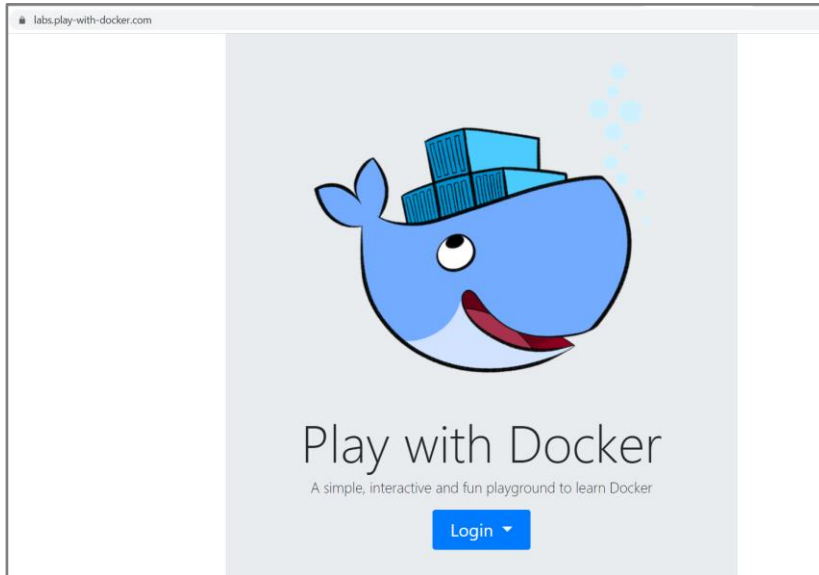 labs.play-with-docker.com
Play with Docker
A simple, interactive and fun playground to learn Docker
Login